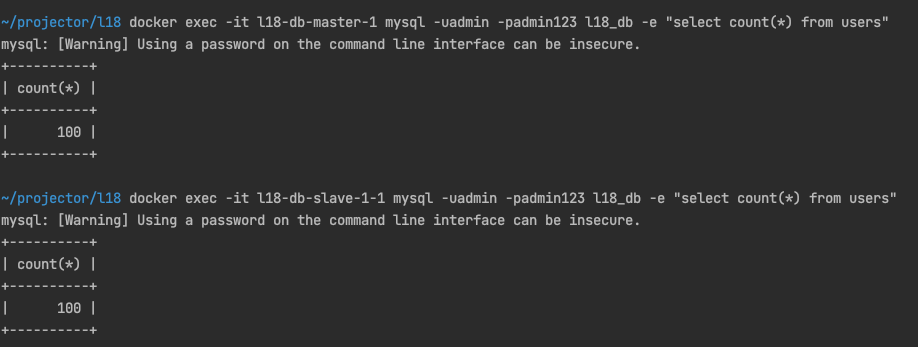 ~/projector/l18 docker exec -it l18-db-master-1 mysql -uadmin -padmin123 l18_db -e "select count(*) from users"
mysql: [Warning] Using a password on the command line interface can be insecure.
+----------+
| count(*) |
+----------+
|      100 |
+----------+
~/projector/l18 docker exec -it l18-db-slave-1-1 mysql -uadmin -padmin123 l18_db -e "select count(*) from users"
mysql: [Warning] Using a password on the command line interface can be insecure.
+----------+
| count(*) |
+----------+
|      100 |
+----------+